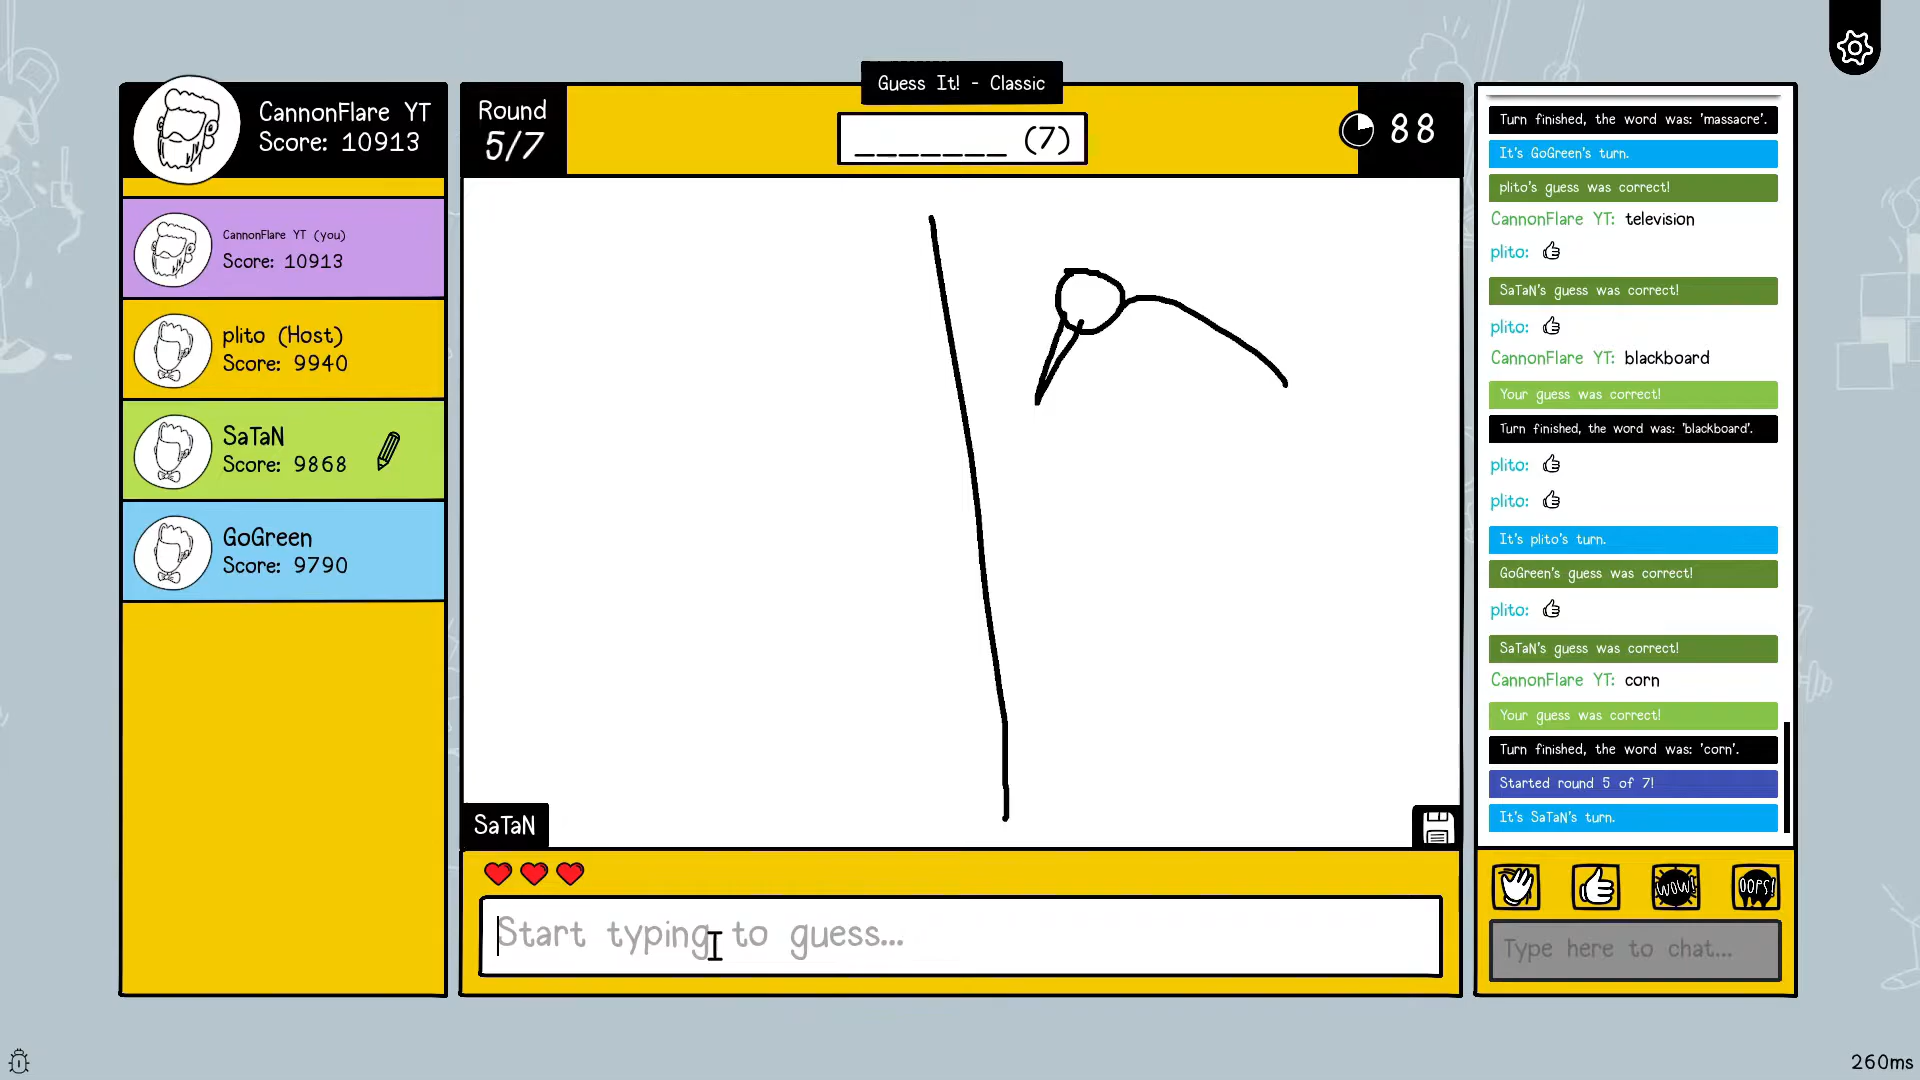 Guess It! - Classic
CannonFlare YT
Score: 10913
Round
5/7
_______ (7)
88
CannonFlare YT (you)
Score: 10913
plito (Host)
Score: 9940
SaTaN
Score: 9868
GoGreen
Score: 9790
SaTaN
Start typing to guess...
Turn finished, the word was: 'massacre'.
It's GoGreen's turn.
plito's guess was correct!
CannonFlare YT: television
plito:
SaTaN's guess was correct!
plito:
CannonFlare YT: blackboard
Your guess was correct!
Turn finished, the word was: 'blackboard'.
plito:
plito:
It's plito's turn.
GoGreen's guess was correct!
plito:
SaTaN's guess was correct!
CannonFlare YT: corn
Your guess was correct!
Turn finished, the word was: 'corn'.
Started round 5 of 7!
It's SaTaN's turn.
WOW!
OOPS!
Type here to chat...
260ms